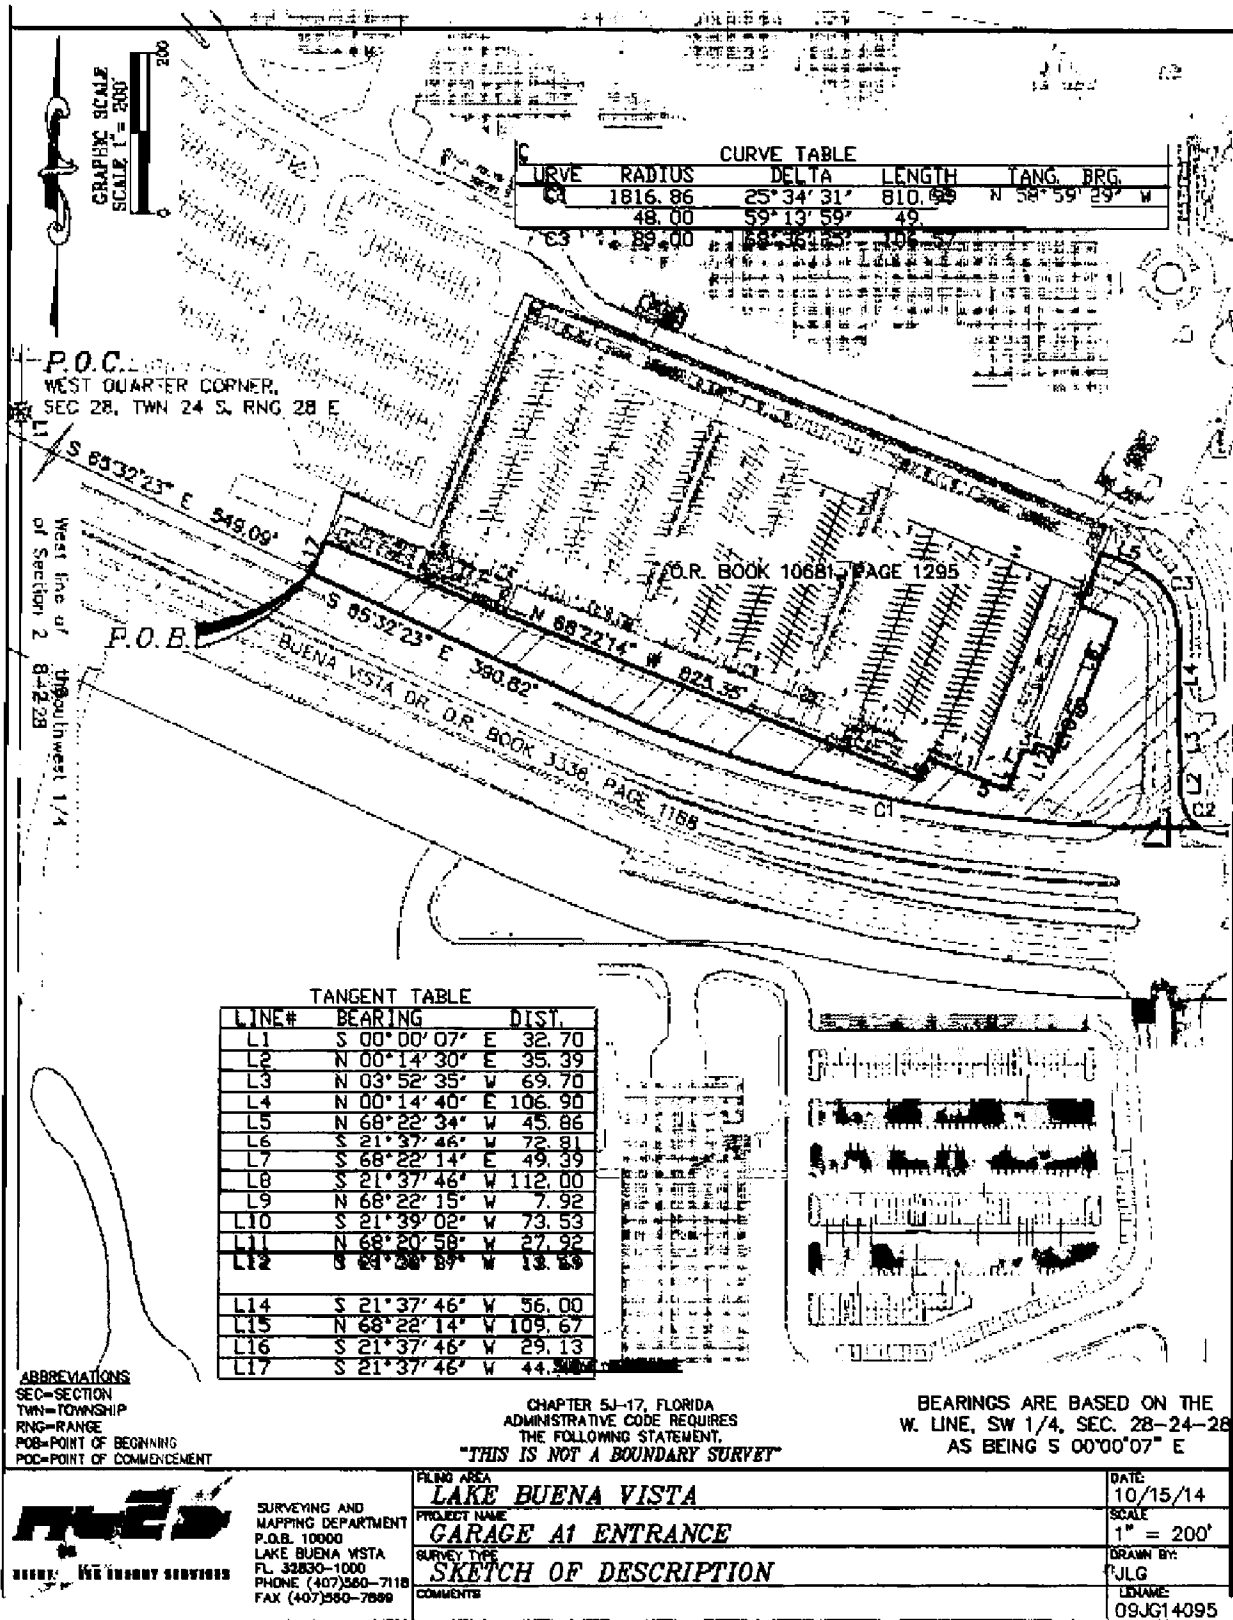 GRAPHIC SCALE
SCALE 1" = 200'
0
200
CURVE TABLE
CURVE RADIUS DELTA LENGTH TANG. BRG.
C1 1816.86 25°34'31" 810. N 58°59'29" W
48.00 59°13'59" 49.
C3 89.00
P.O.C.
WEST QUARTER CORNER,
SEC 28, TWN 24 S, RNG 28 E
L1
S 65°32'23" E 549.09'
West line of
of Section 2
P.O.B.
L17
S 65°32'23" E 390.82'
N 68°22'14" W 825.35'
O.R. BOOK 10681, PAGE 1295
BUENA VISTA DR. O.R. BOOK 3336, PAGE 1188
L5
C3
L4
L3
L2
C2
C1
L12
TANGENT TABLE
LINE# BEARING DIST.
L1 S 00°00'07" E 32.70
L2 N 00°14'30" E 35.39
L3 N 03°52'35" W 69.70
L4 N 00°14'40" E 106.90
L5 N 68°22'34" W 45.86
L6 S 21°37'46" W 72.81
L7 S 68°22'14" E 49.39
L8 S 21°37'46" W 112.00
L9 N 68°22'15" W 7.92
L10 S 21°39'02" W 73.53
L11 N 68°20'58" W 27.92
L12
L14 S 21°37'46" W 56.00
L15 N 68°22'14" W 109.67
L16 S 21°37'46" W 29.13
L17 S 21°37'46" W 44.
ABBREVIATIONS
SEC=SECTION
TWN=TOWNSHIP
RNG=RANGE
POB=POINT OF BEGINNING
POC=POINT OF COMMENCEMENT
CHAPTER 5J-17, FLORIDA
ADMINISTRATIVE CODE REQUIRES
THE FOLLOWING STATEMENT.
"THIS IS NOT A BOUNDARY SURVEY"
BEARINGS ARE BASED ON THE
W. LINE, SW 1/4, SEC. 28-24-28
AS BEING S 00°00'07" E
SURVEYING AND
MAPPING DEPARTMENT
P.O.B. 10000
LAKE BUENA VISTA
FL. 32830-1000
PHONE (407)560-7118
FAX (407)560-7659
FILING AREA
LAKE BUENA VISTA
PROJECT NAME
GARAGE A1 ENTRANCE
SURVEY TYPE
SKETCH OF DESCRIPTION
COMMENTS
DATE:
10/15/14
SCALE
1" = 200'
DRAWN BY:
JLG
09JG14095